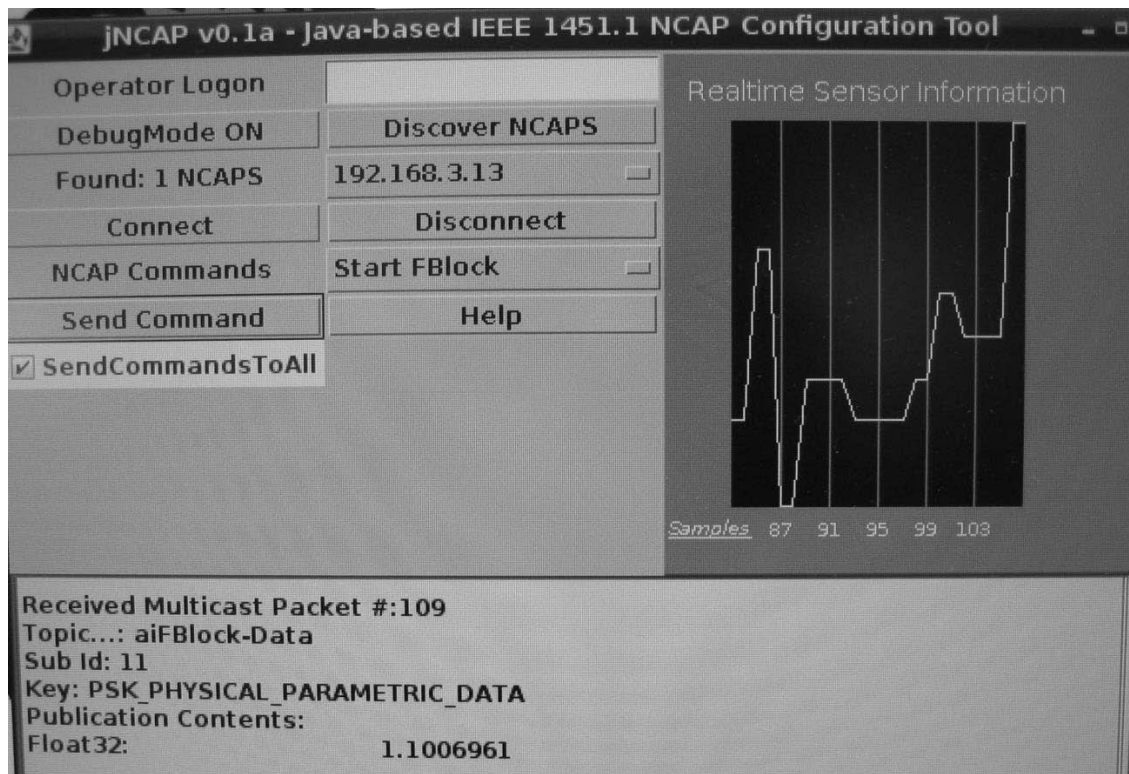 jNCAP v0.1a - Java-based IEEE 1451.1 NCAP Configuration Tool
Operator Logon
DebugMode ON
Discover NCAPS
Found: 1 NCAPS
192.168.3.13
Connect
Disconnect
NCAP Commands
Start FBlock
Send Command
Help
SendCommandsToAll
Realtime Sensor Information
Samples 87 91 95 99 103
Received Multicast Packet #:109
Topic...: aiFBlock-Data
Sub Id: 11
Key: PSK_PHYSICAL_PARAMETRIC_DATA
Publication Contents:
Float32: 1.1006961